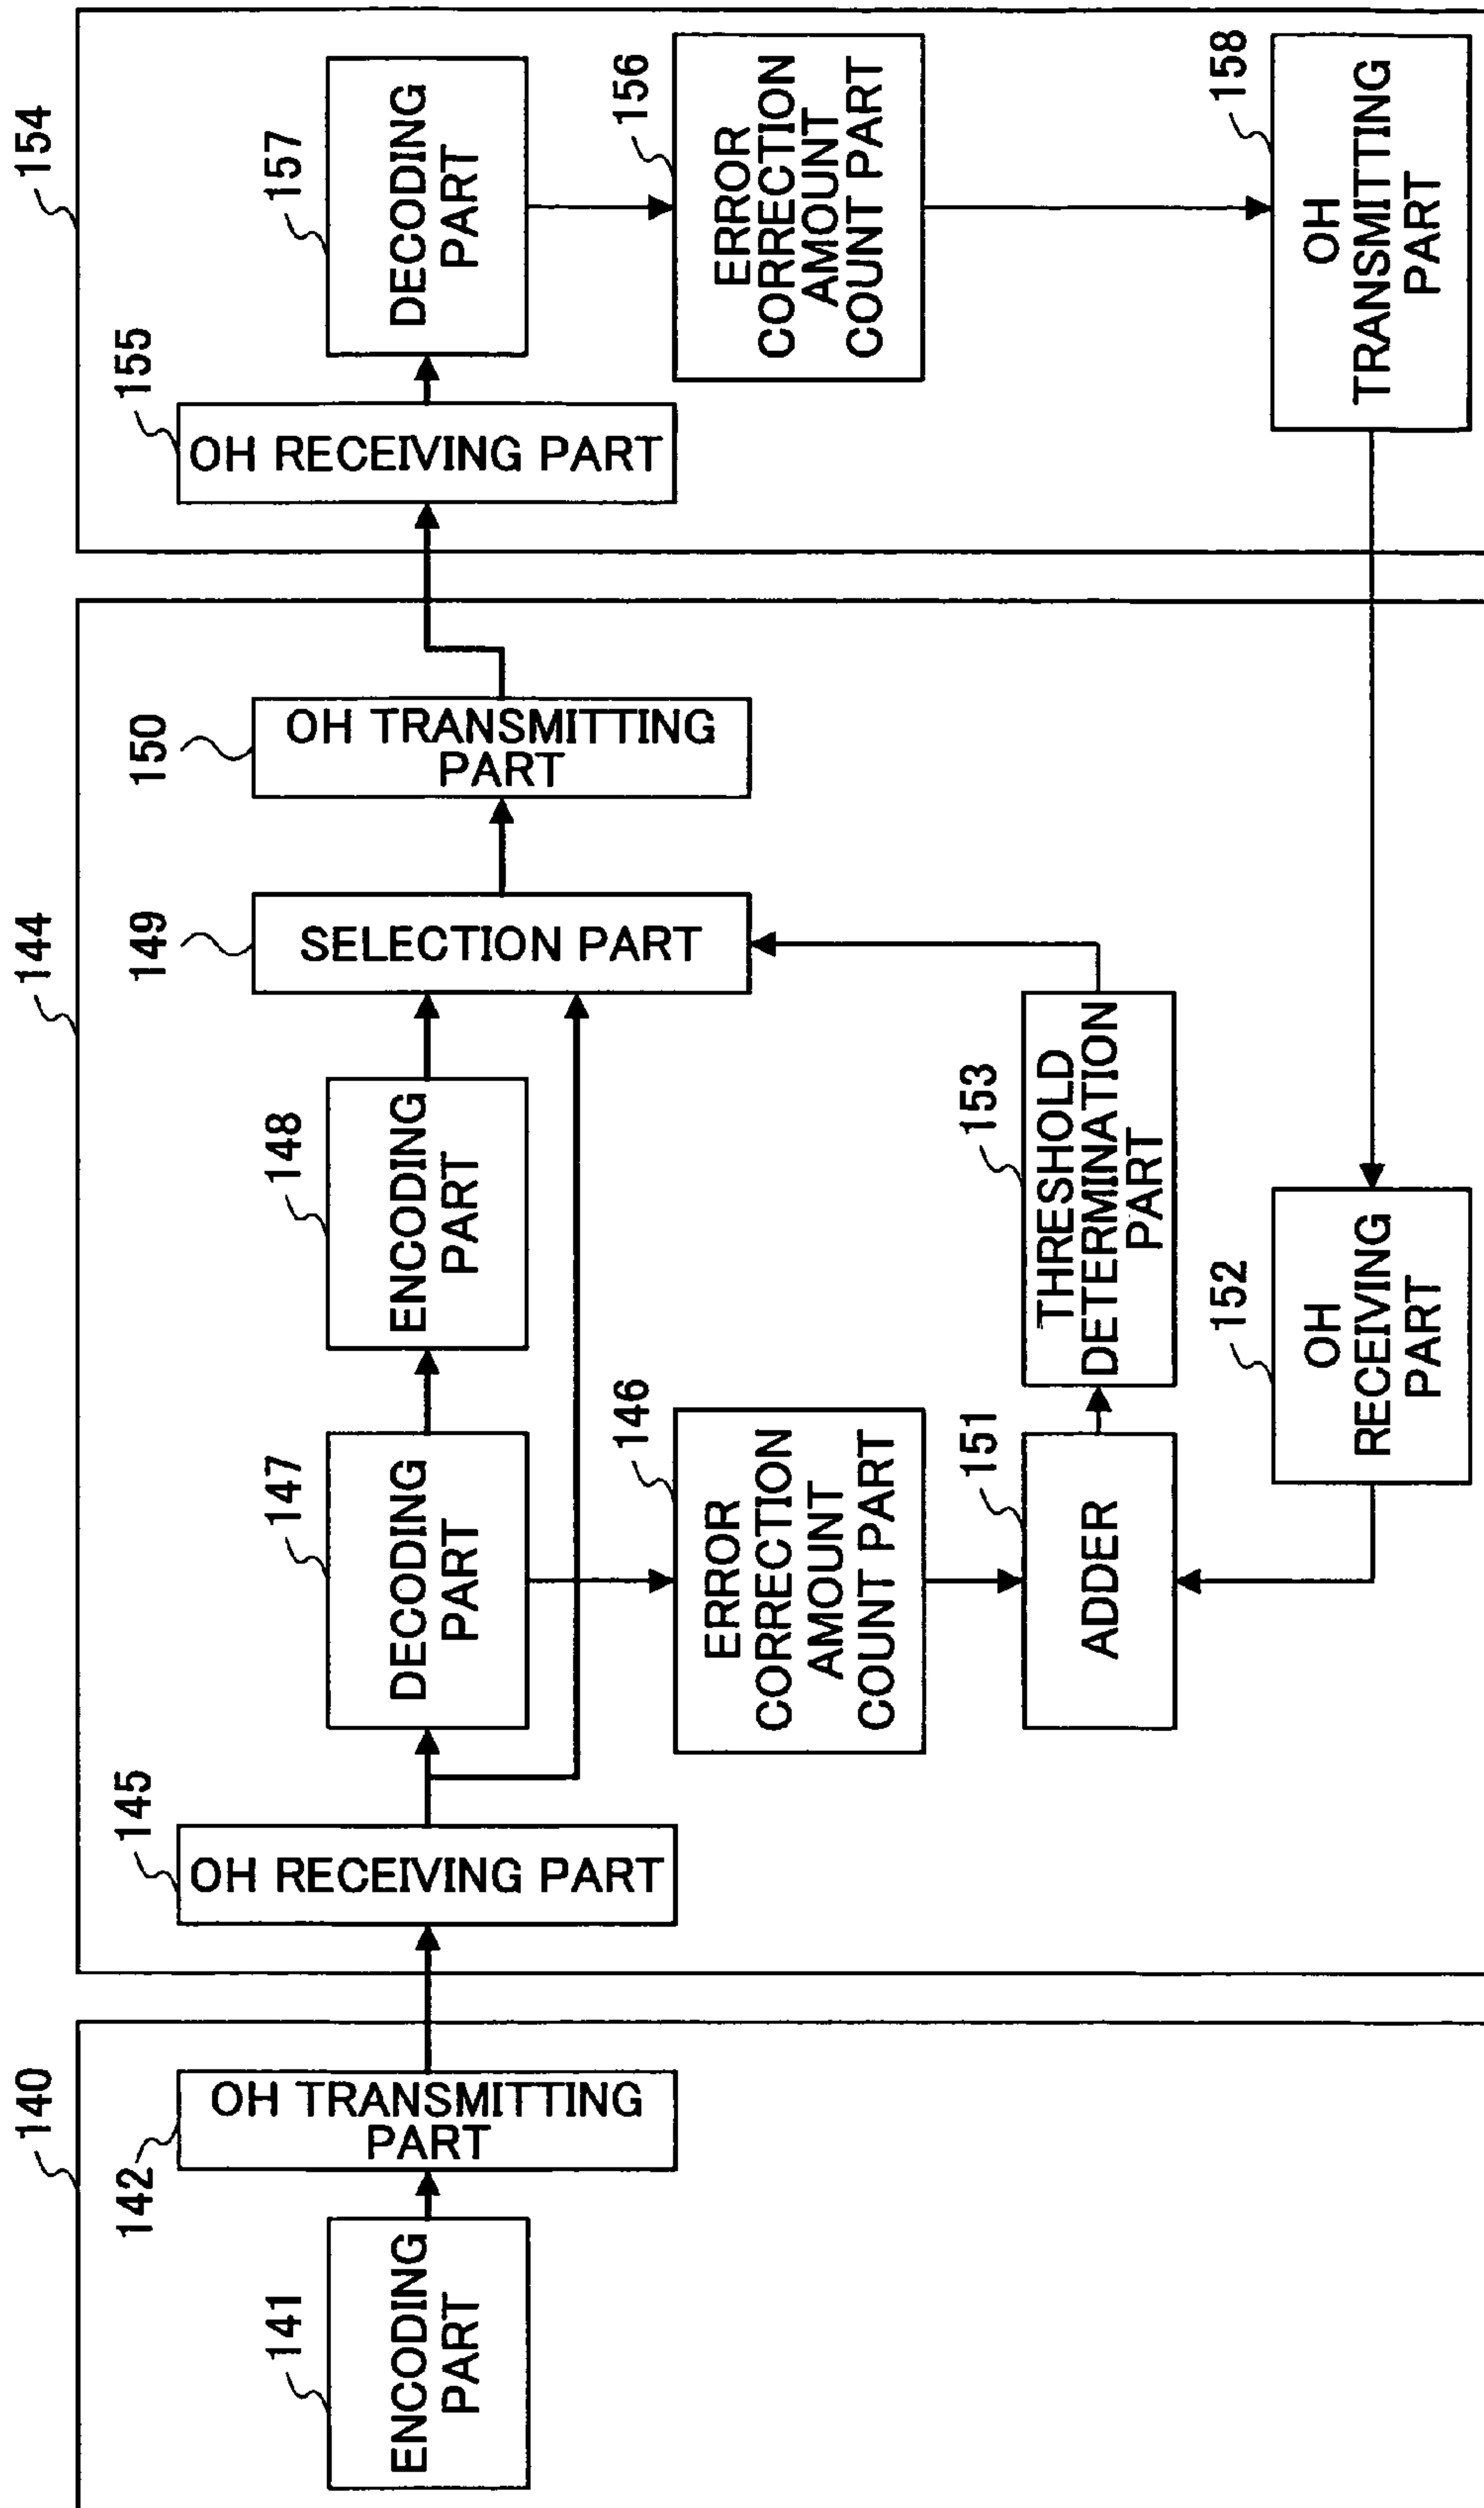 140
141
ENCODING
PART
142
OH TRANSMITTING
PART
144
145
OH RECEIVING PART
147
DECODING
PART
148
ENCODING
PART
149
SELECTION PART
150
OH TRANSMITTING
PART
146
ERROR
CORRECTION
AMOUNT
COUNT PART
151
ADDER
153
THRESHOLD
DETERMINATION
PART
152
OH
RECEIVING
PART
154
155
OH RECEIVING PART
157
DECODING
PART
156
ERROR
CORRECTION
AMOUNT
COUNT PART
158
OH
TRANSMITTING
PART